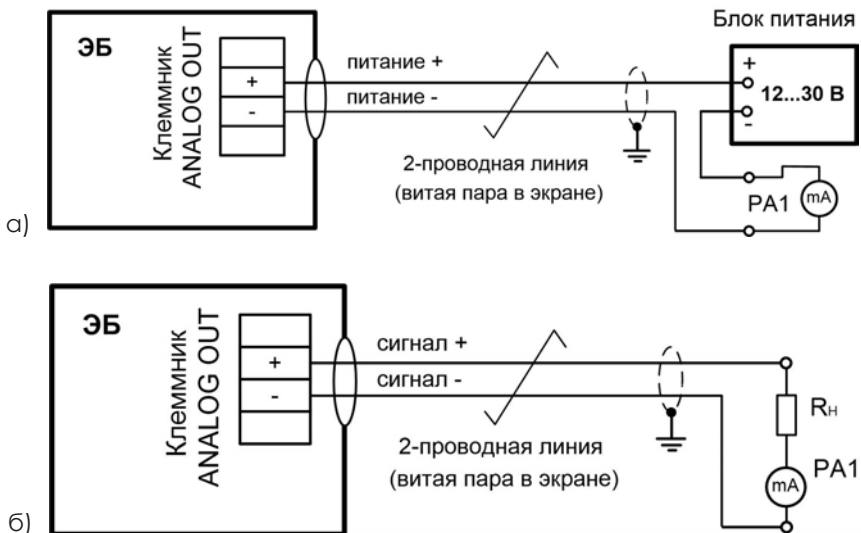 Блок питания
ЭБ
Клеммник
ANALOG OUT
+
-
питание +
питание -
2-проводная линия
(витая пара в экране)
+
12...30 В
-
PA1
mA
а)
ЭБ
Клеммник
ANALOG OUT
+
-
сигнал +
сигнал -
2-проводная линия
(витая пара в экране)
Rн
PA1
mA
б)